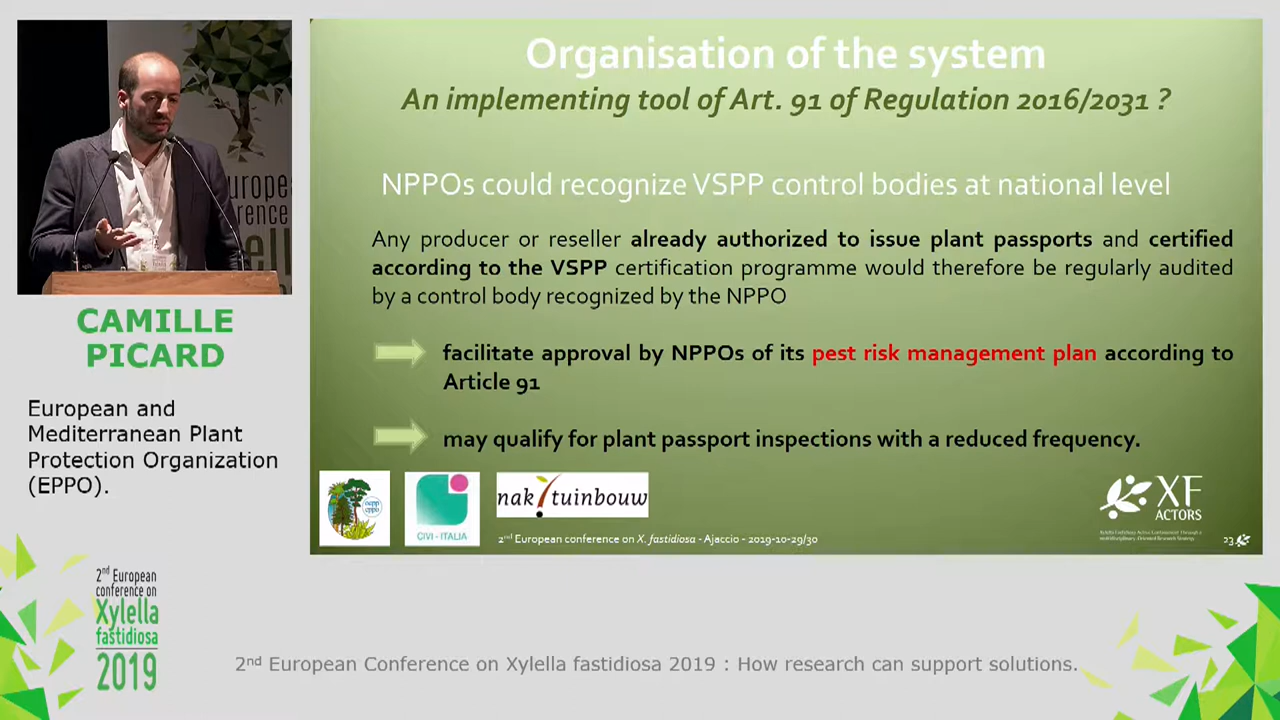 Organisation of the system
An implementing tool of Art. 91 of Regulation 2016/2031 ?
NPPOs could recognize VSPP control bodies at national level
Any producer or reseller already authorized to issue plant passports and certified
according to the VSPP certification programme would therefore be regularly audited
by a control body recognized by the NPPO
facilitate approval by NPPOs of its pest risk management plan according to
Article 91
may qualify for plant passport inspections with a reduced frequency.
CIVI - ITALIA
nak tuinbouw
XF
ACTORS
2nd European conference on X. fastidiosa - Ajaccio - 2019-10-29/30
23
CAMILLE
PICARD
European and
Mediterranean Plant
Protection Organization
(EPPO).
2nd European
conference on
Xylella
fastidiosa
2019
2nd European Conference on Xylella fastidiosa 2019 : How research can support solutions.